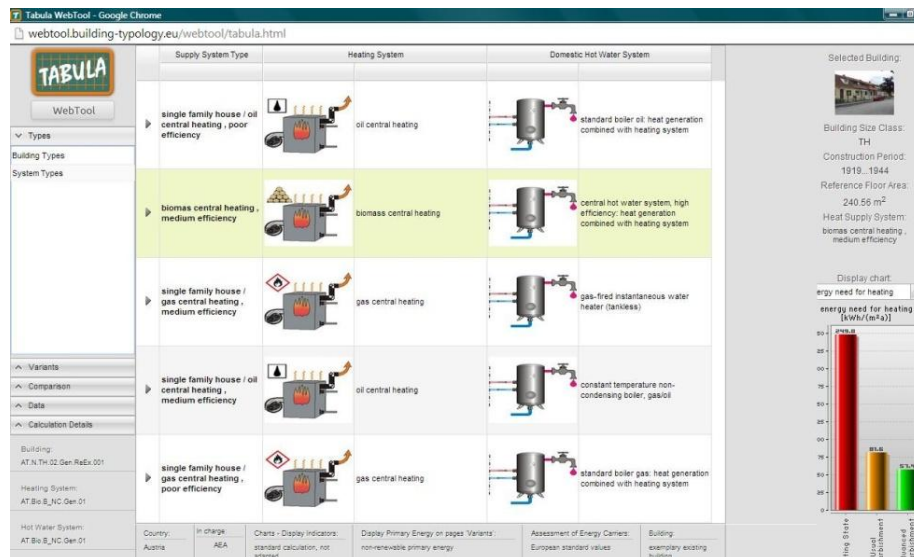 Tabula WebTool - Google Chrome
webtool.building-typology.eu/webtool/tabula.html
TABULA
WebTool
Types
Building Types
System Types
Variants
Comparison
Data
Calculation Details
Building:
AT.N.TH.02.Gen.ReEx.001
Heating System:
AT.Bio.B_NC.Gen.01
Hot Water System:
AT.Bio.B_NC.Gen.01
Supply System Type
Heating System
Domestic Hot Water System
single family house / oil
central heating , poor
efficiency
oil central heating
standard boiler oil: heat generation
combined with heating system
biomas central heating ,
medium efficiency
biomass central heating
central hot water system, high
efficiency: heat generation
combined with heating system
single family house /
gas central heating ,
medium efficiency
gas central heating
gas-fired instantaneous water
heater (tankless)
single family house / oil
central heating ,
medium efficiency
oil central heating
constant temperature non-
condensing boiler, gas/oil
single family house /
gas central heating ,
poor efficiency
gas central heating
standard boiler gas: heat generation
combined with heating system
Country:
Austria
In charge
AEA
Charts - Display Indicators:
standard calculation, not
adapted
Display Primary Energy on pages 'Variants':
non-renewable primary energy
Assessment of Energy Carriers:
European standard values
Building:
exemplary existing
building
Selected Building:
Building Size Class:
TH
Construction Period:
1919...1944
Reference Floor Area:
240.56 m²
Heat Supply System:
biomas central heating ,
medium efficiency
Display chart:
ergy need for heating
energy need for heating
[kWh/(m²a)]